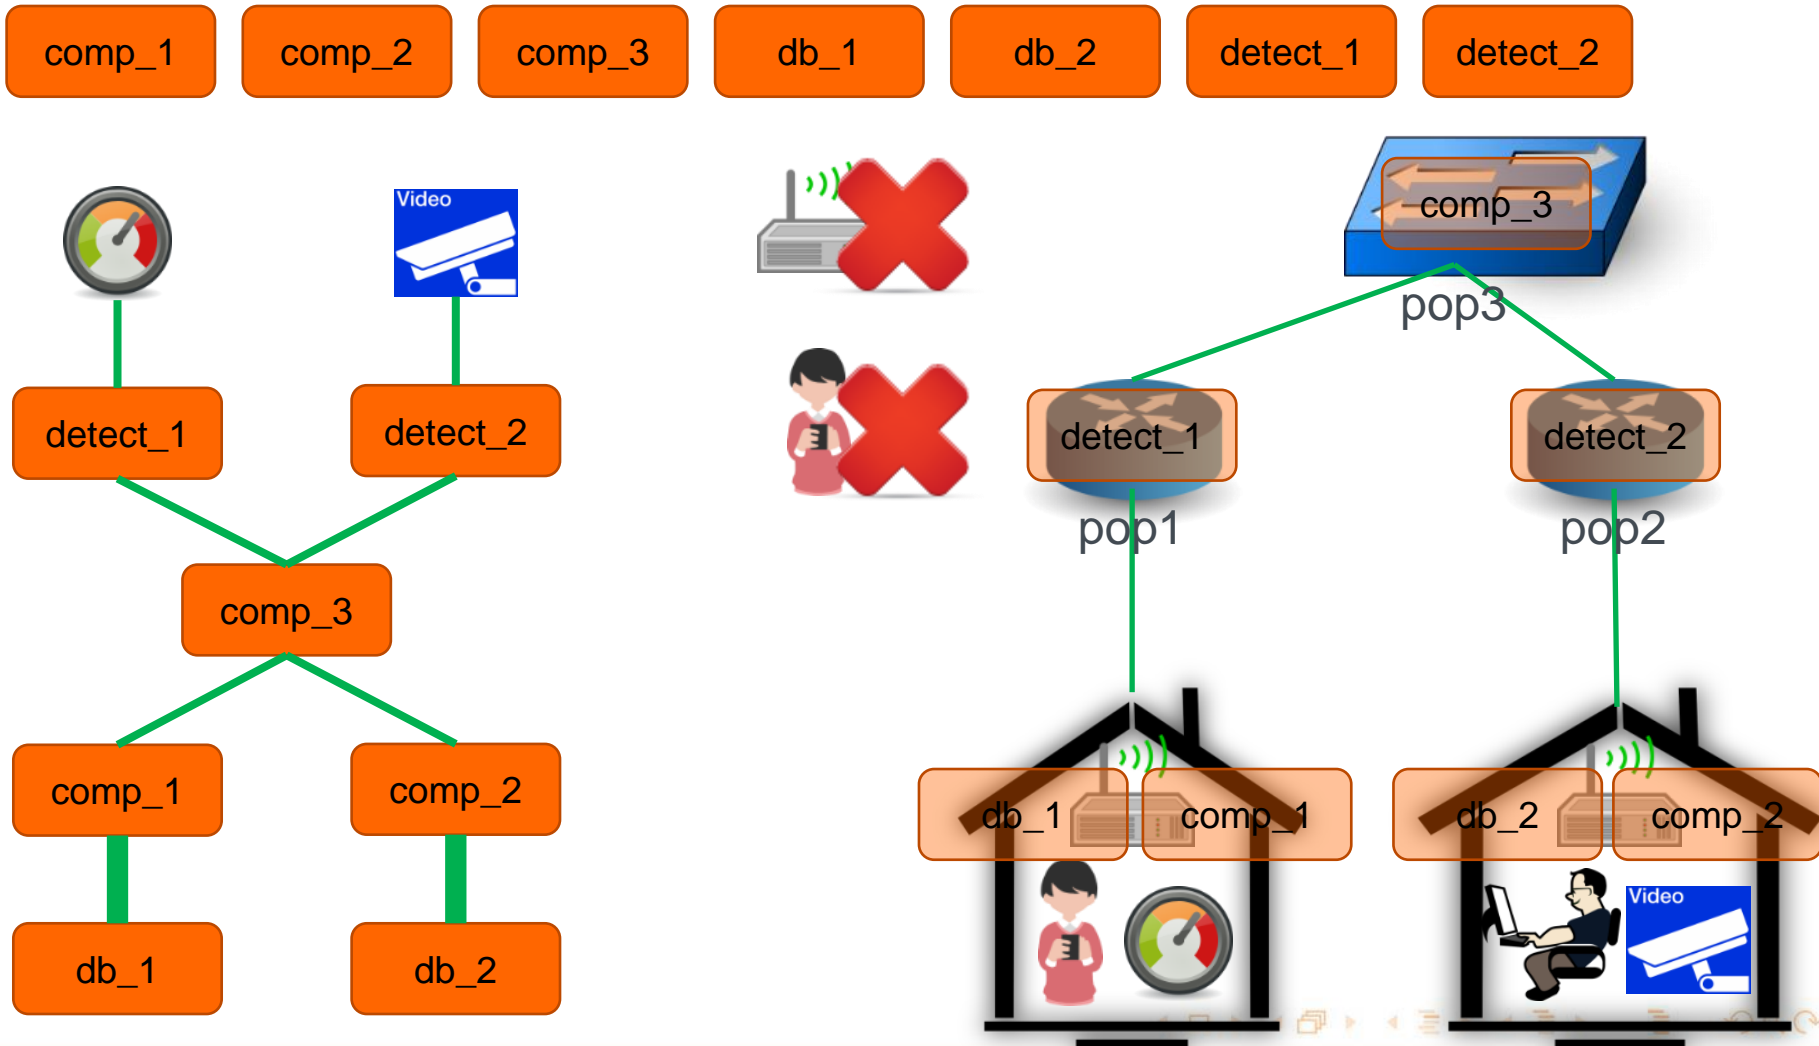 comp_1 comp_2 comp_3 db_1 db_2 detect_1 detect_2
Video
comp_3
pop3
detect_1 detect_2
detect_1 detect_2
pop1 pop2
comp_3
comp_1 comp_2
db_1 comp_1 db_2 comp_2
Video
db_1 db_2